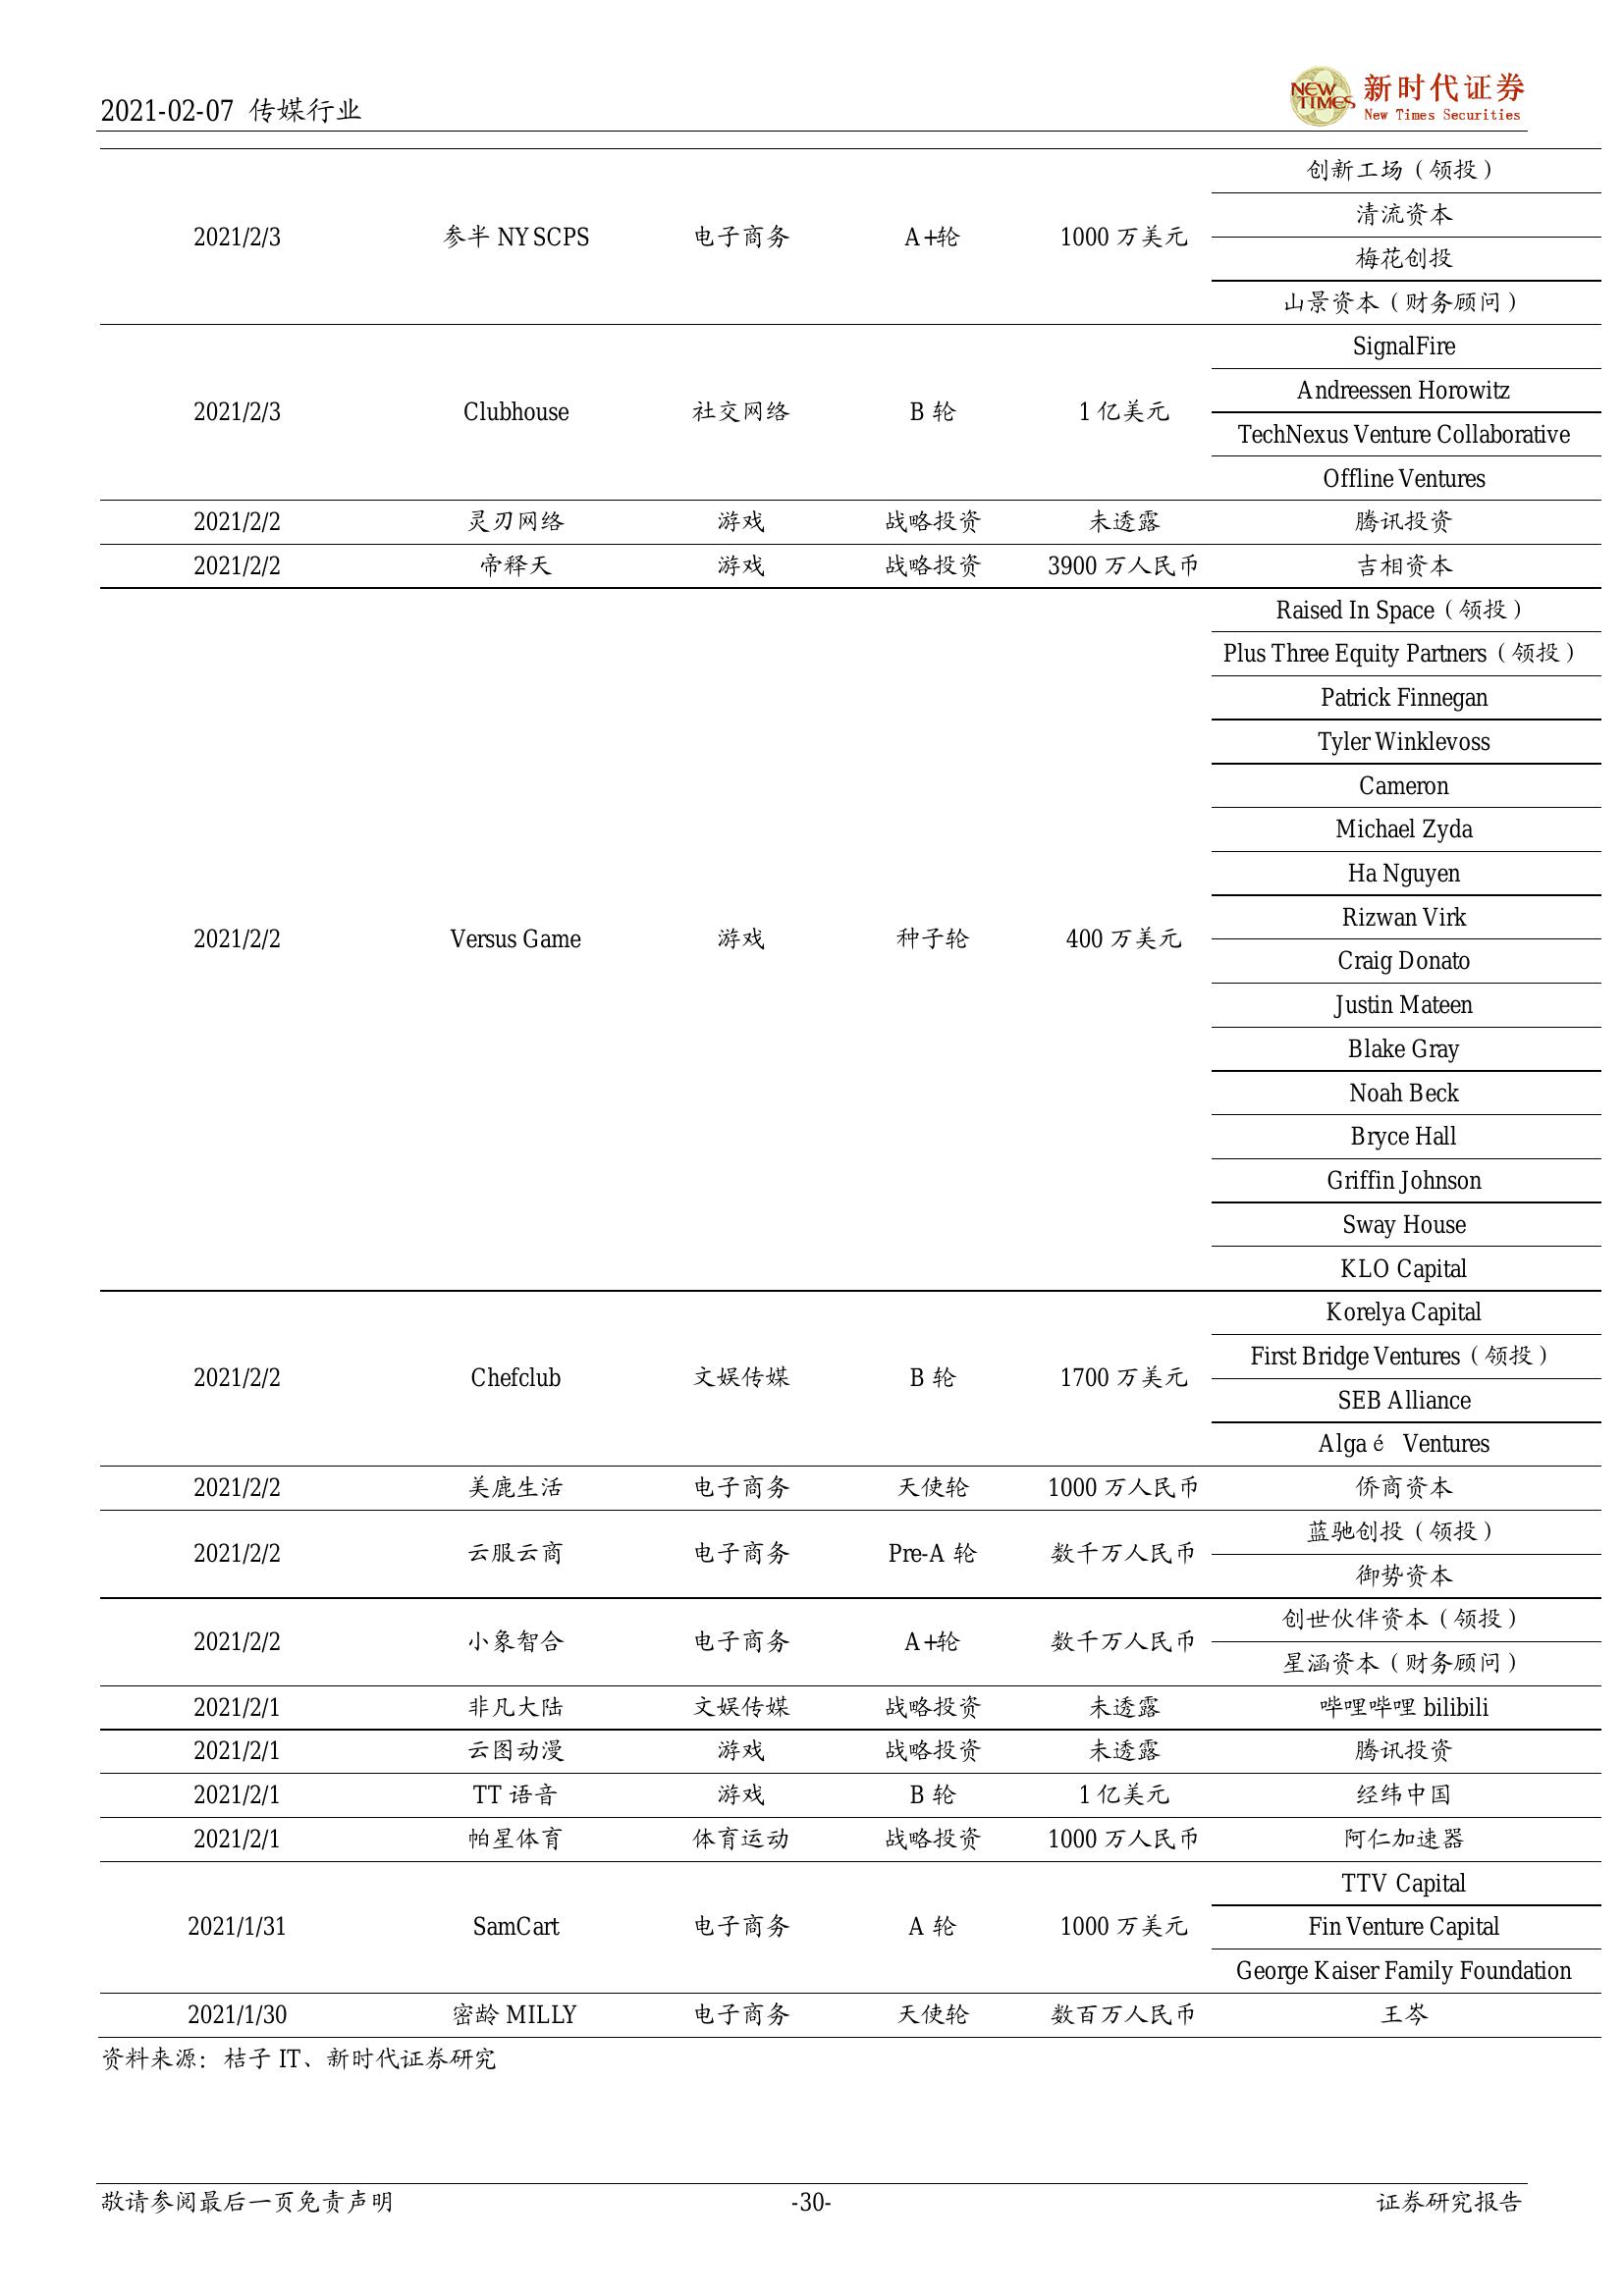 2021-02-07 传媒行业
NEW TIMES 新时代证券
New Times Securities
创新工场（领投）
清流资本
2021/2/3 参半 NYSCPS 电子商务 A+轮 1000 万美元
梅花创投
山景资本（财务顾问）
SignalFire
Andreessen Horowitz
2021/2/3 Clubhouse 社交网络 B 轮 1 亿美元
TechNexus Venture Collaborative
Offline Ventures
2021/2/2 灵刃网络 游戏 战略投资 未透露 腾讯投资
2021/2/2 帝释天 游戏 战略投资 3900 万人民币 吉相资本
Raised In Space（领投）
Plus Three Equity Partners（领投）
Patrick Finnegan
Tyler Winklevoss
Cameron
Michael Zyda
Ha Nguyen
Rizwan Virk
2021/2/2 Versus Game 游戏 种子轮 400 万美元
Craig Donato
Justin Mateen
Blake Gray
Noah Beck
Bryce Hall
Griffin Johnson
Sway House
KLO Capital
Korelya Capital
First Bridge Ventures（领投）
2021/2/2 Chefclub 文娱传媒 B 轮 1700 万美元
SEB Alliance
Algaé Ventures
2021/2/2 美鹿生活 电子商务 天使轮 1000 万人民币 侨商资本
蓝驰创投（领投）
2021/2/2 云服云商 电子商务 Pre-A 轮 数千万人民币
御势资本
创世伙伴资本（领投）
2021/2/2 小象智合 电子商务 A+轮 数千万人民币
星涵资本（财务顾问）
2021/2/1 非凡大陆 文娱传媒 战略投资 未透露 哔哩哔哩 bilibili
2021/2/1 云图动漫 游戏 战略投资 未透露 腾讯投资
2021/2/1 TT 语音 游戏 B 轮 1 亿美元 经纬中国
2021/2/1 帕星体育 体育运动 战略投资 1000 万人民币 阿仁加速器
TTV Capital
2021/1/31 SamCart 电子商务 A 轮 1000 万美元 Fin Venture Capital
George Kaiser Family Foundation
2021/1/30 密龄 MILLY 电子商务 天使轮 数百万人民币 王岑
资料来源：桔子 IT、新时代证券研究
敬请参阅最后一页免责声明 -30- 证券研究报告